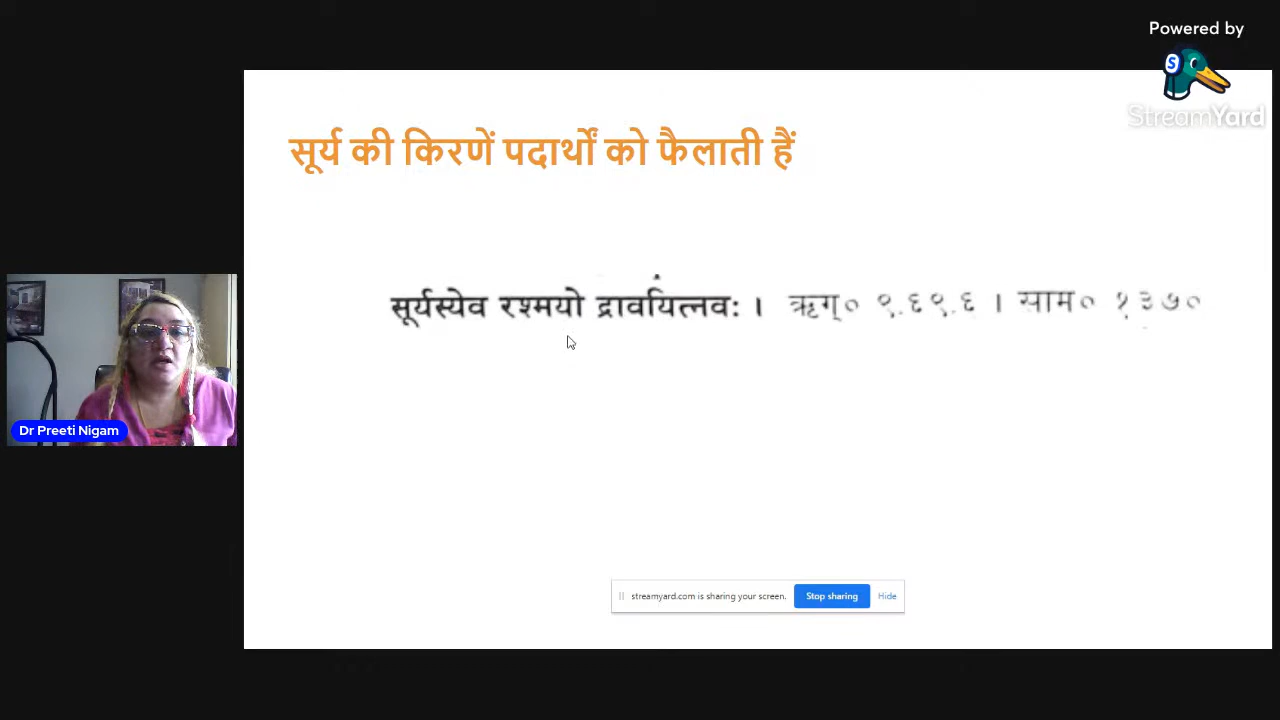 Powered by
StreamYard
सूर्य की किरणें पदार्थों को फैलाती हैं
सूर्यस्येव रश्मयो द्रावयित्नवः । ऋग्० ९.६९.६ । साम० १३७०
Dr Preeti Nigam
streamyard.com is sharing your screen. Stop sharing Hide